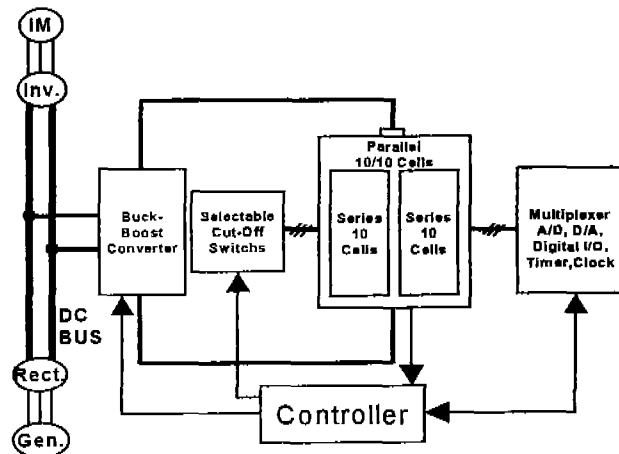 IM
Inv.
Parallel
10/10 Cells
Buck-
Boost
Converter
Selectable
Cut-Off
Switchs
Series
10
Cells
Series
10
Cells
Multiplexer
A/D, D/A,
Digital I/O,
Timer,Clock
DC
BUS
Rect.
Controller
Gen.